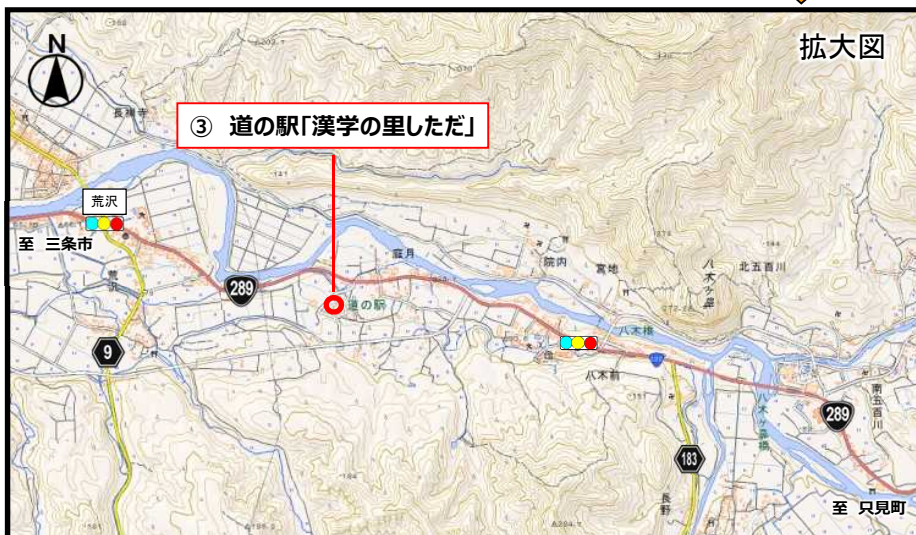 拡大図
N
③ 道の駅「漢学の里しただ」
長禅寺
荒沢
至 三条市
289
道の駅
庭月
院内
宮地
八木ヶ鼻
北五百川
荒沢
9
八木橋
八木前
289
南五百川
八木ヶ鼻橋
183
長野
至 只見町